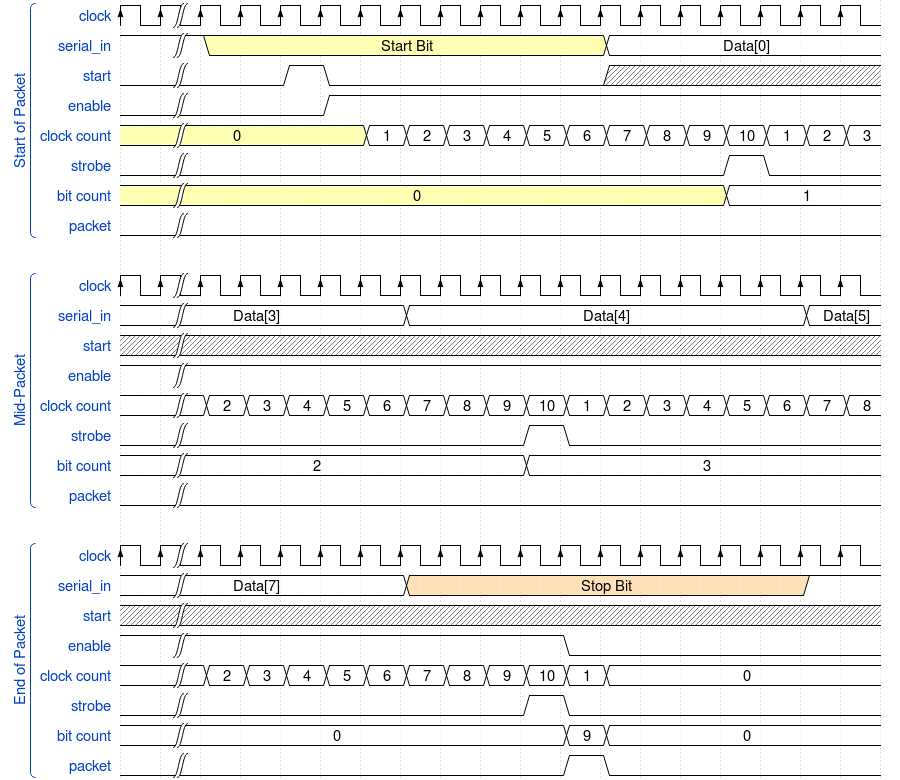 Start of Packet
clock
serial_in Start Bit Data[0]
start
enable
clock count 0 1 2 3 4 5 6 7 8 9 10 1 2 3
strobe
bit count 0 1
packet
Mid-Packet
clock
serial_in Data[3] Data[4] Data[5]
start
enable
clock count 2 3 4 5 6 7 8 9 10 1 2 3 4 5 6 7 8
strobe
bit count 2 3
packet
End of Packet
clock
serial_in Data[7] Stop Bit
start
enable
clock count 2 3 4 5 6 7 8 9 10 1 0
strobe
bit count 0 9 0
packet